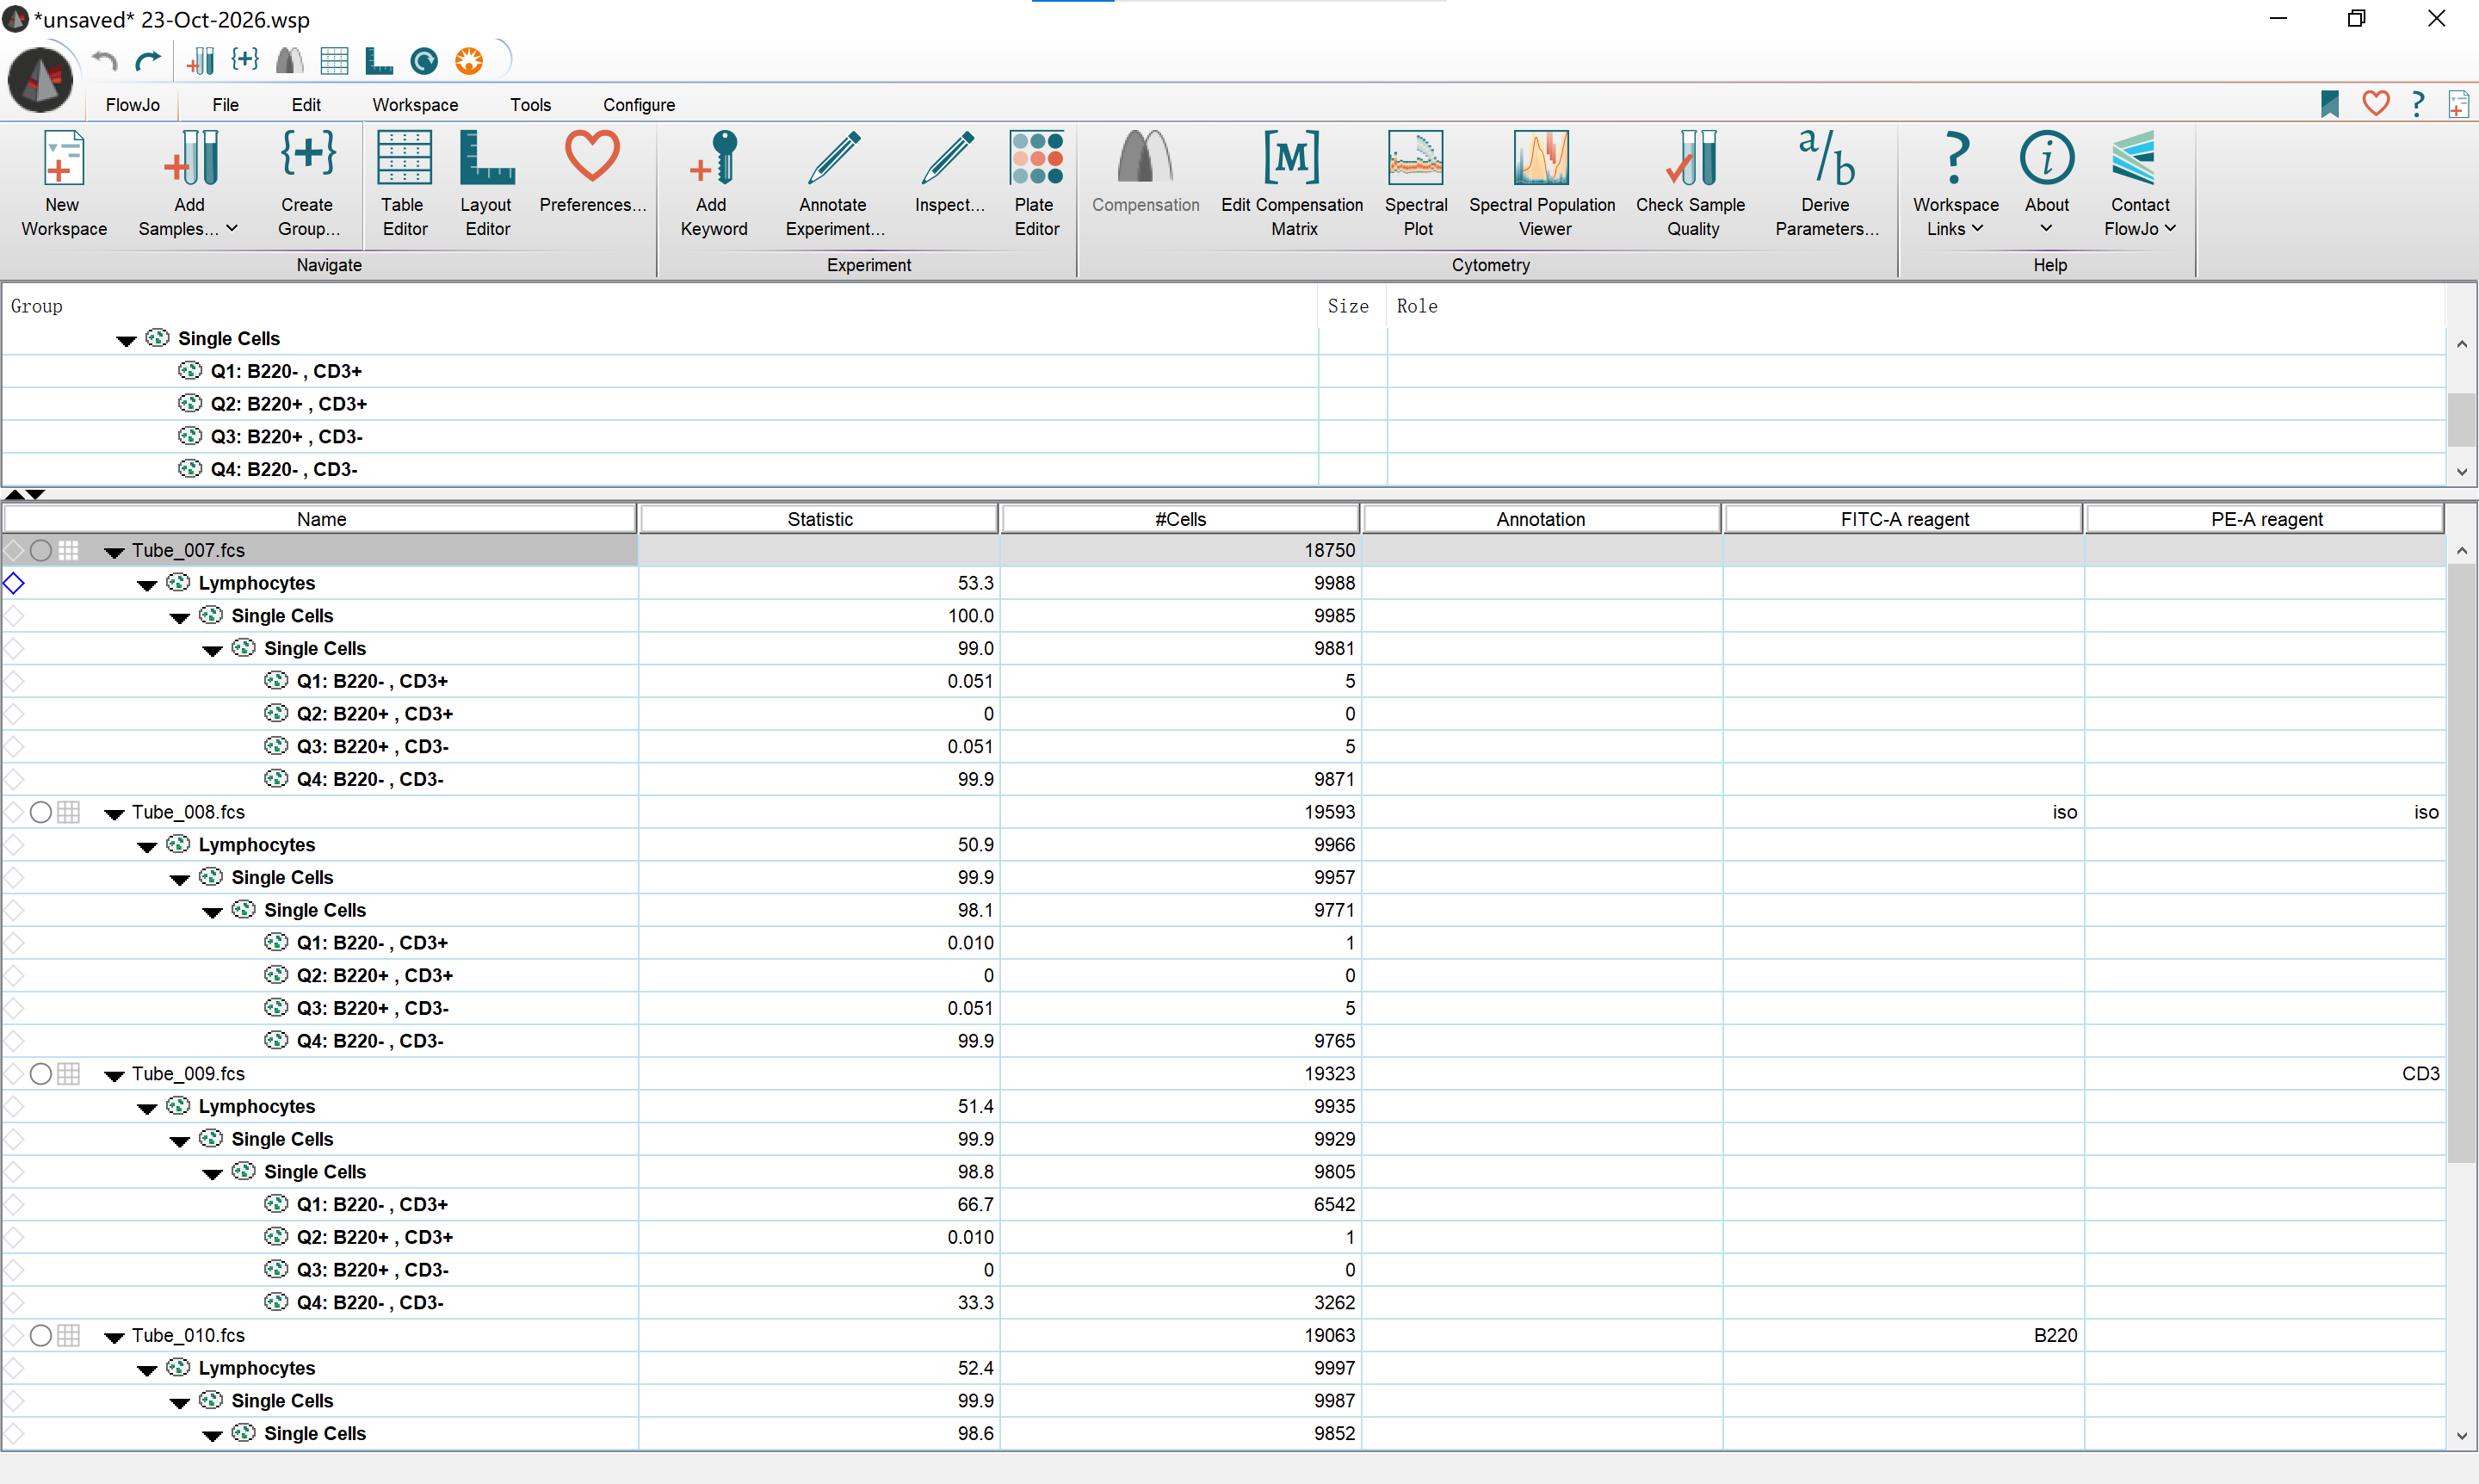 *unsaved* 23-Oct-2026.wsp
FlowJo File Edit Workspace Tools Configure
New Workspace
Add Samples...
Create Group...
Table Editor
Layout Editor
Preferences...
Add Keyword
Annotate Experiment...
Inspect...
Plate Editor
Compensation
Edit Compensation Matrix
Spectral Plot
Spectral Population Viewer
Check Sample Quality
Derive Parameters...
Workspace Links
About
Contact FlowJo
Navigate Experiment Cytometry Help
Group Size Role
Single Cells
Q1: B220- , CD3+
Q2: B220+ , CD3+
Q3: B220+ , CD3-
Q4: B220- , CD3-
Name Statistic #Cells Annotation FITC-A reagent PE-A reagent
Tube_007.fcs 18750
Lymphocytes 53.3 9988
Single Cells 100.0 9985
Single Cells 99.0 9881
Q1: B220- , CD3+ 0.051 5
Q2: B220+ , CD3+ 0 0
Q3: B220+ , CD3- 0.051 5
Q4: B220- , CD3- 99.9 9871
Tube_008.fcs 19593 iso iso
Lymphocytes 50.9 9966
Single Cells 99.9 9957
Single Cells 98.1 9771
Q1: B220- , CD3+ 0.010 1
Q2: B220+ , CD3+ 0 0
Q3: B220+ , CD3- 0.051 5
Q4: B220- , CD3- 99.9 9765
Tube_009.fcs 19323 CD3
Lymphocytes 51.4 9935
Single Cells 99.9 9929
Single Cells 98.8 9805
Q1: B220- , CD3+ 66.7 6542
Q2: B220+ , CD3+ 0.010 1
Q3: B220+ , CD3- 0 0
Q4: B220- , CD3- 33.3 3262
Tube_010.fcs 19063 B220
Lymphocytes 52.4 9997
Single Cells 99.9 9987
Single Cells 98.6 9852